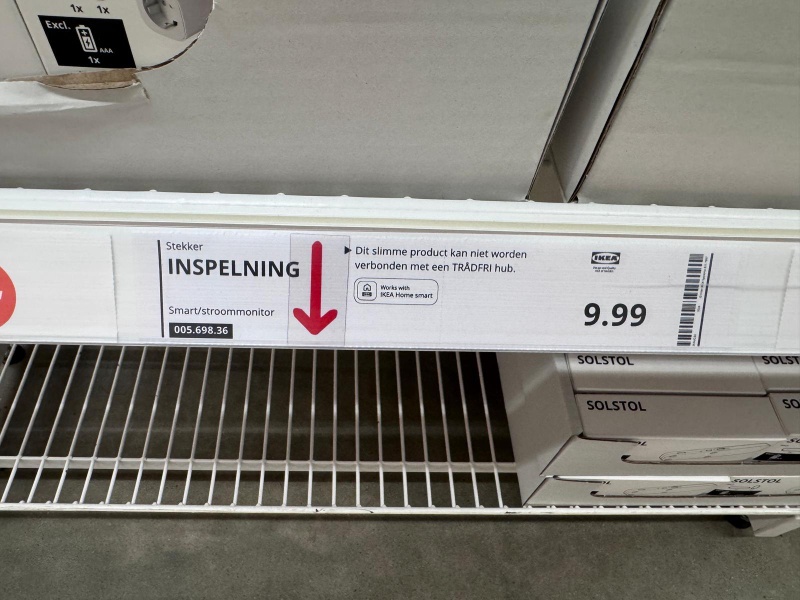 1x 1x
Excl.
AAA
1x
Stekker
INSPELNING
Smart/stroommonitor
005.698.36
Dit slimme product kan niet worden
verbonden met een TRÅDFRI hub.
Works with
IKEA Home smart
IKEA
9.99
SOLSTOL
SOLSTOL
SOLSTOL
SO
SOLSTOL